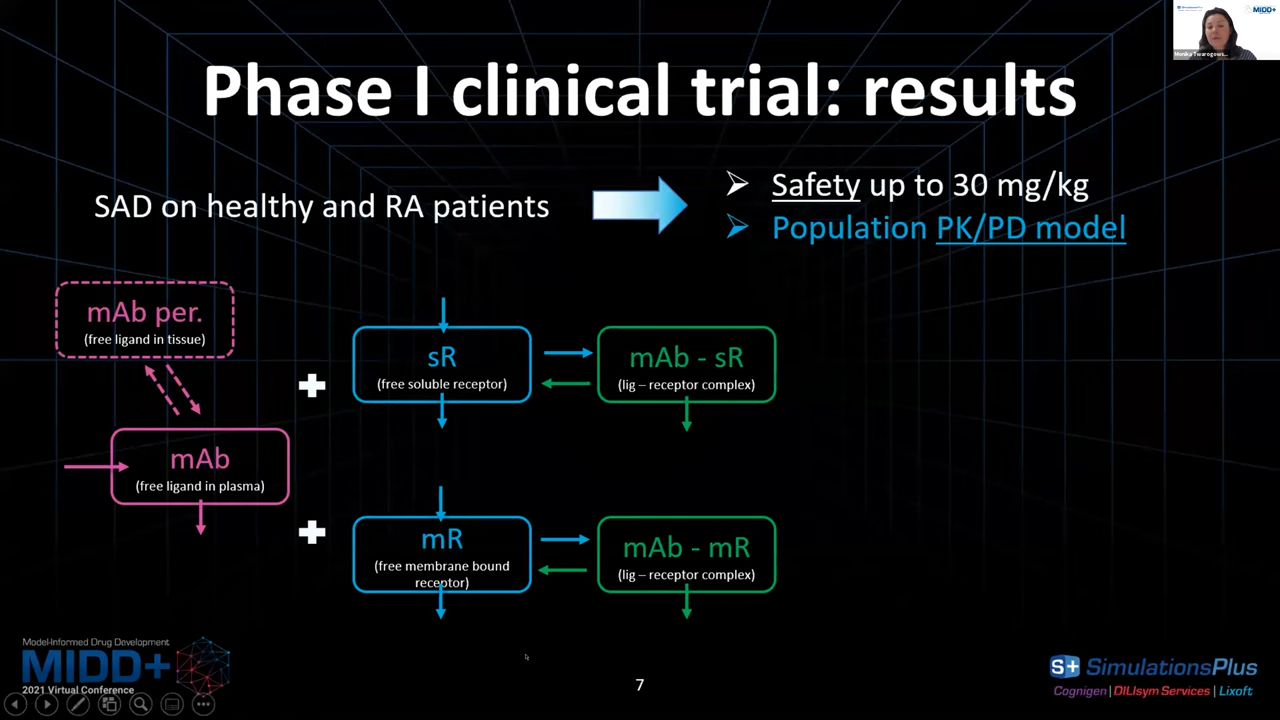 Phase I clinical trial: results
SAD on healthy and RA patients
Safety up to 30 mg/kg
Population PK/PD model
mAb per.
(free ligand in tissue)
mAb
(free ligand in plasma)
sR
(free soluble receptor)
mAb - sR
(lig – receptor complex)
mR
(free membrane bound
receptor)
mAb - mR
(lig – receptor complex)
Model-Informed Drug Development
MIDD+
2021 Virtual Conference
7
S+ SimulationsPlus
Cognigen | DILIsym Services | Lixoft
MIDD+
Monika Twarogows...